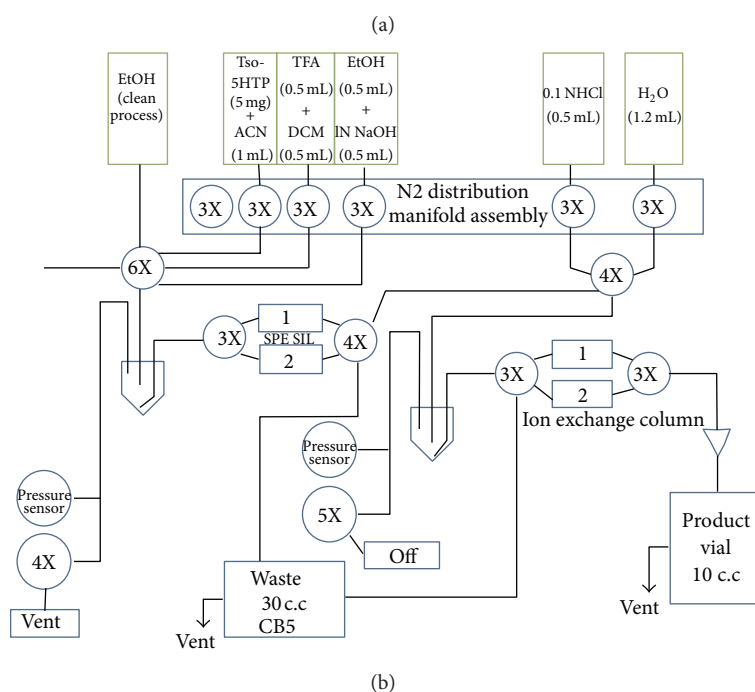 (a)
EtOH
(clean
process)
Tso-
5HTP
(5 mg)
+
ACN
(1 mL)
TFA
(0.5 mL)
+
DCM
(0.5 mL)
EtOH
(0.5 mL)
+
lN NaOH
(0.5 mL)
0.1 NHCl
(0.5 mL)
H₂O
(1.2 mL)
N2 distribution
manifold assembly
3X
3X
3X
3X
3X
3X
6X
4X
3X
1
SPE SIL
2
4X
3X
1
2
3X
Ion exchange column
Pressure
sensor
4X
Vent
Pressure
sensor
5X
Off
Waste
30 c.c
CB5
Vent
Product
vial
10 c.c
Vent
(b)